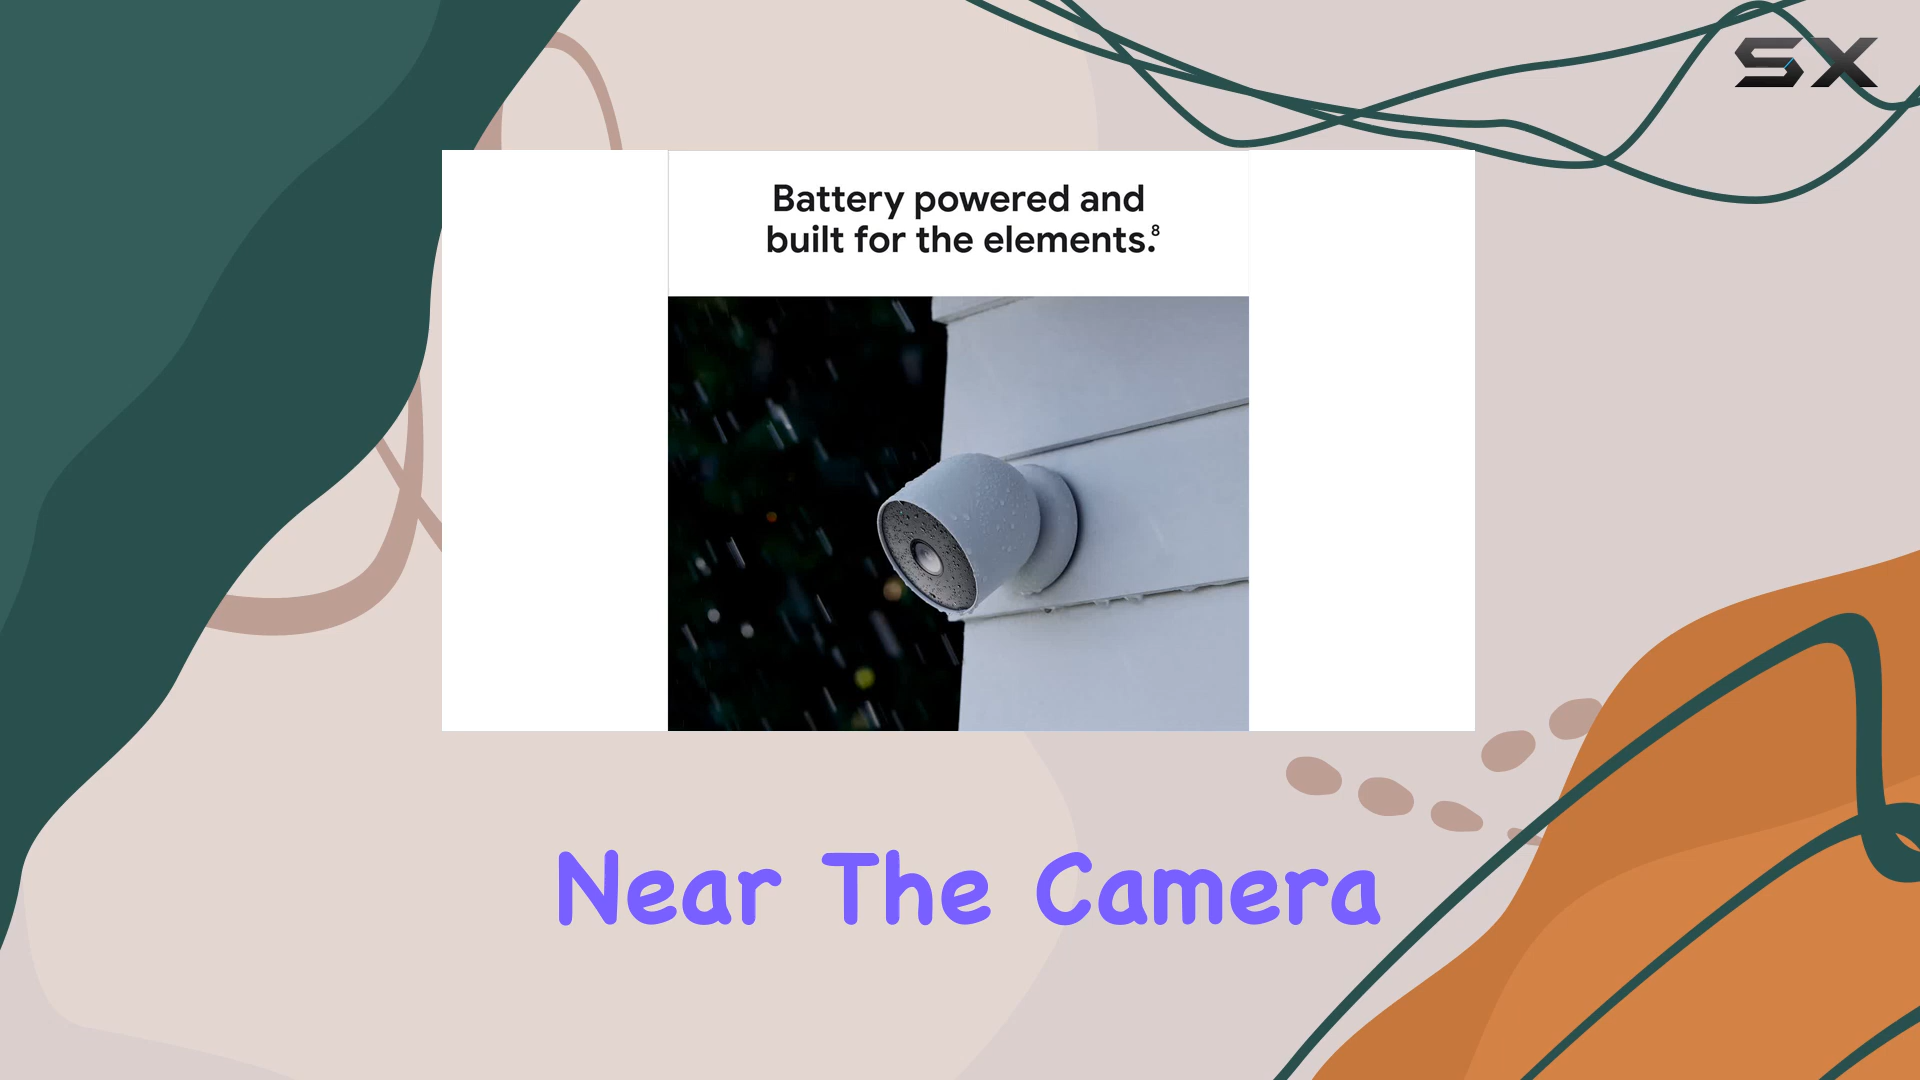 SX
Battery powered and
built for the elements.8
Near The Camera